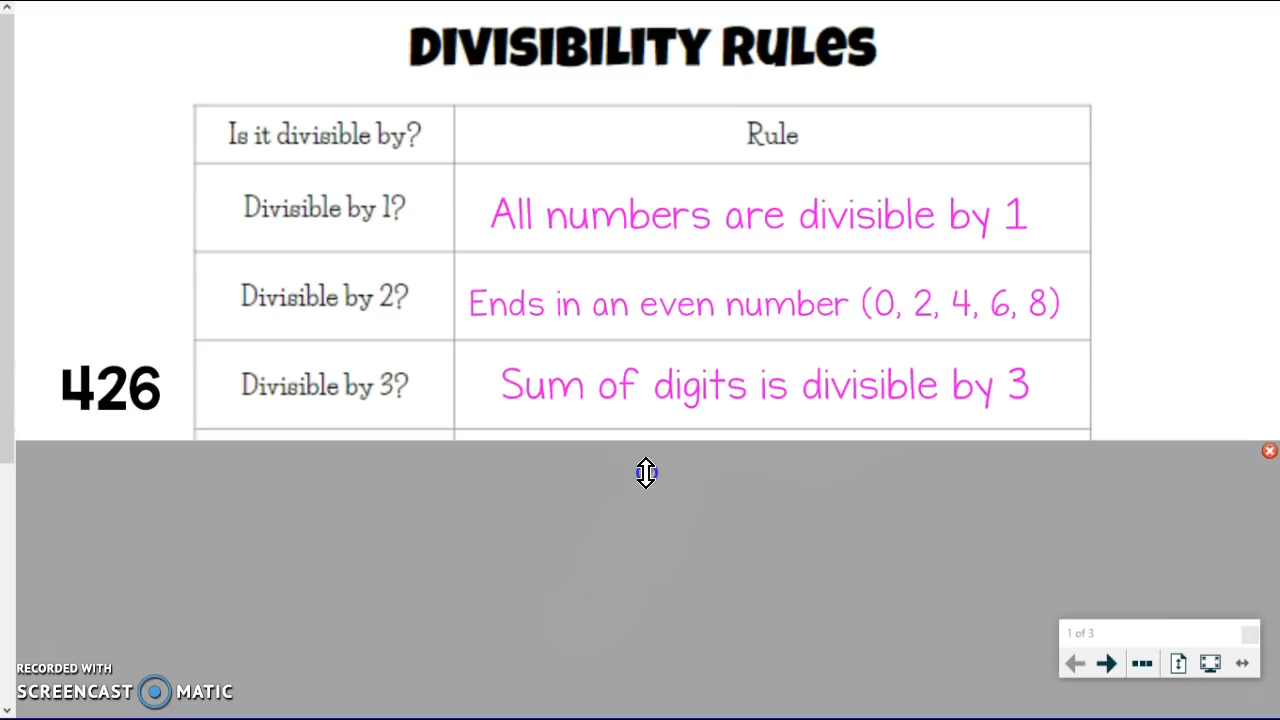 DIVISIBILITY RULES
Is it divisible by? Rule
Divisible by 1? All numbers are divisible by 1
Divisible by 2? Ends in an even number (0, 2, 4, 6, 8)
426 Divisible by 3? Sum of digits is divisible by 3
1 of 3
RECORDED WITH
SCREENCAST MATIC